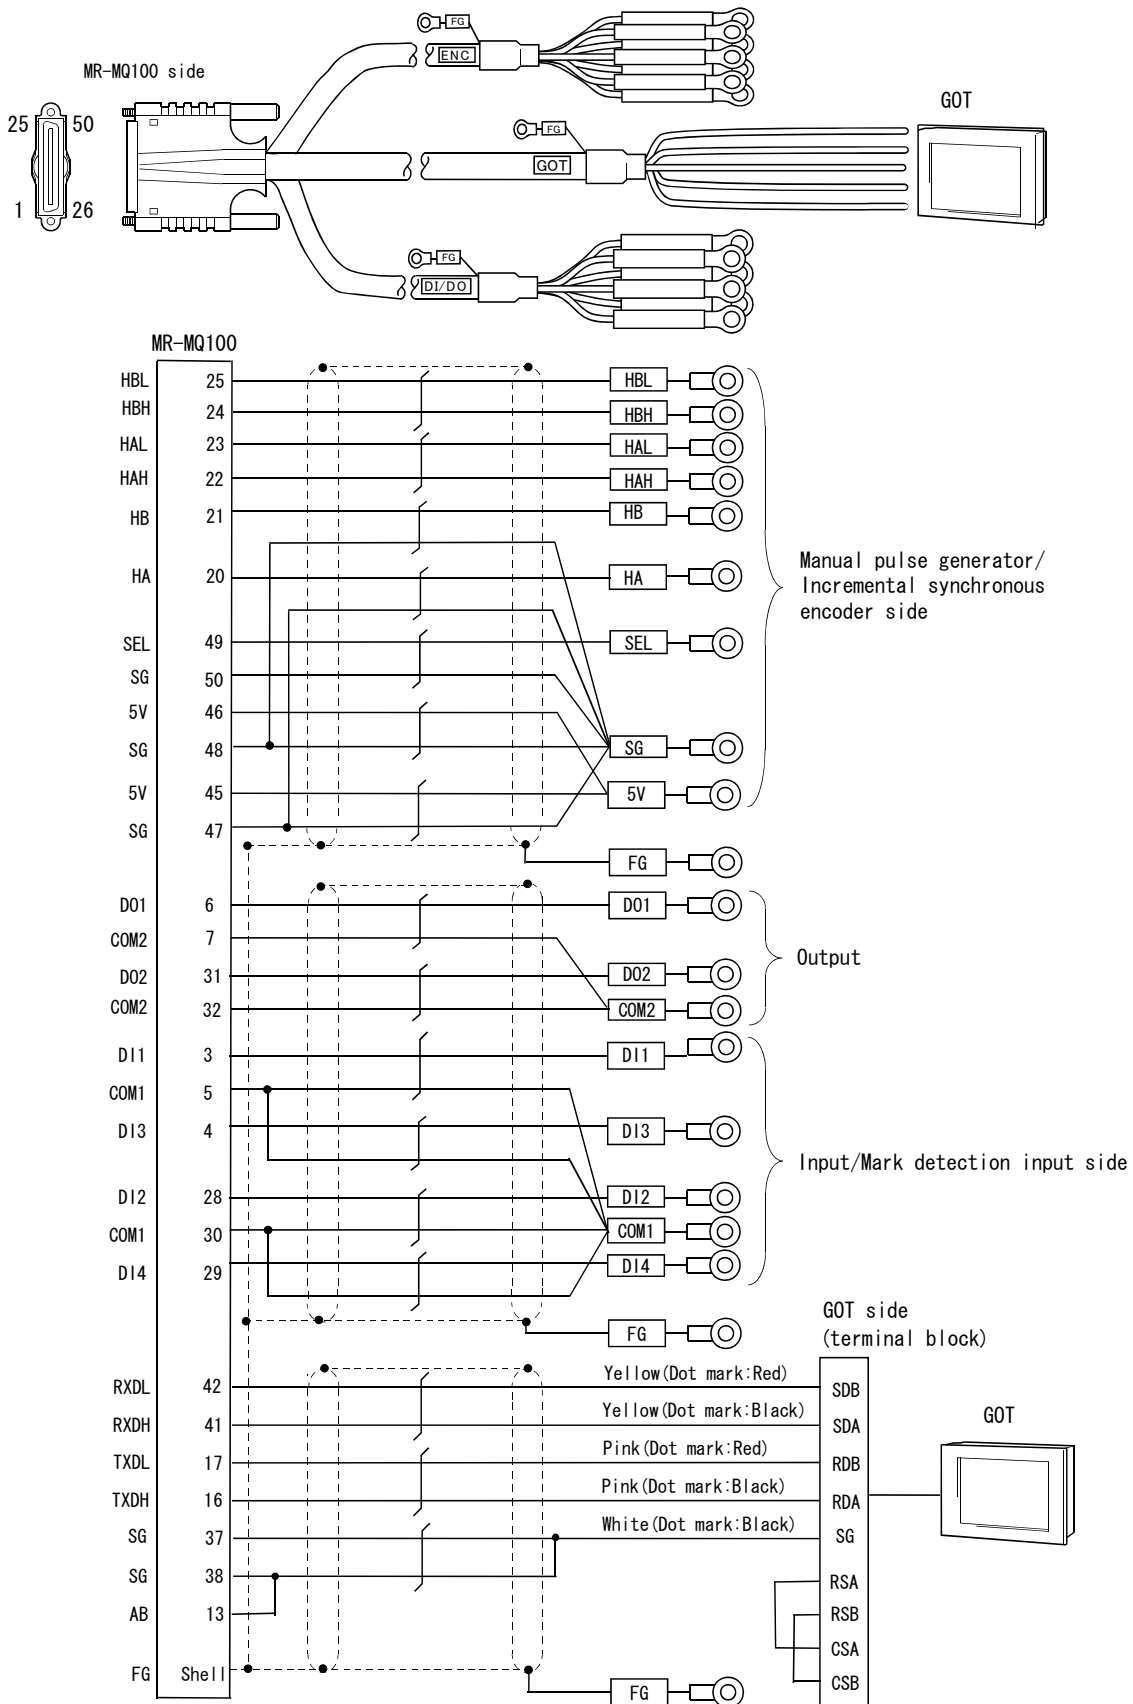 FG
ENC
MR-MQ100 side
25 50
1 26
FG
GOT
GOT
FG
DI/DO
MR-MQ100
HBL 25 HBL
HBH 24 HBH
HAL 23 HAL
HAH 22 HAH
HB 21 HB
HA 20 HA
Manual pulse generator/
Incremental synchronous
encoder side
SEL 49 SEL
SG 50
5V 46
SG 48 SG
5V 45 5V
SG 47
FG
DO1 6 DO1
COM2 7
Output
DO2 31 DO2
COM2 32 COM2
DI1 3 DI1
COM1 5
DI3 4 DI3
Input/Mark detection input side
DI2 28 DI2
COM1 30 COM1
DI4 29 DI4
FG
GOT side
(terminal block)
RXDL 42 Yellow(Dot mark:Red) SDB
RXDH 41 Yellow(Dot mark:Black) SDA
GOT
TXDL 17 Pink(Dot mark:Red) RDB
TXDH 16 Pink(Dot mark:Black) RDA
SG 37 White(Dot mark:Black) SG
SG 38 RSA
AB 13 RSB
CSA
FG Shell CSB
FG